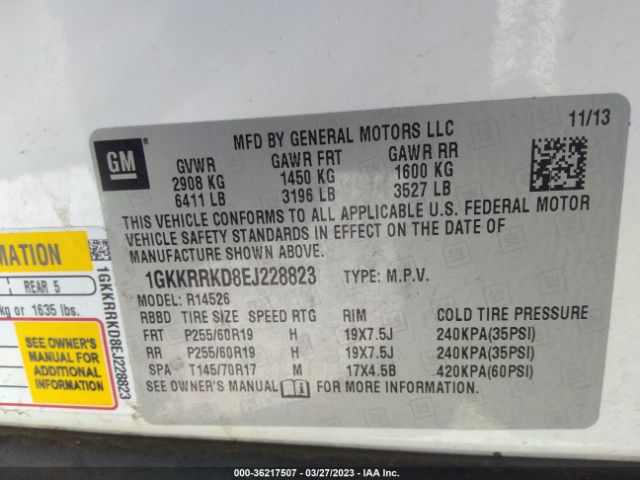 MFD BY GENERAL MOTORS LLC 11/13
GM
GVWR GAWR FRT GAWR RR
2908 KG 1450 KG 1600 KG
6411 LB 3196 LB 3527 LB
THIS VEHICLE CONFORMS TO ALL APPLICABLE U.S. FEDERAL MOTOR
VEHICLE SAFETY STANDARDS IN EFFECT ON THE DATE OF
MANUFACTURE SHOWN ABOVE.
1GKKRRKD8EJ228823 TYPE: M.P.V.
MODEL: R14526
RBBD TIRE SIZE SPEED RTG RIM COLD TIRE PRESSURE
FRT P255/60R19 H 19X7.5J 240KPA(35PSI)
RR P255/60R19 H 19X7.5J 240KPA(35PSI)
SPA T145/70R17 M 17X4.5B 420KPA(60PSI)
SEE OWNER'S MANUAL FOR MORE INFORMATION.
MATION
REAR 5
kg or 1635 lbs.
SEE OWNER'S
MANUAL FOR
ADDITIONAL
INFORMATION
1GKKRRKD8EJ228823
000-36217507 - 03/27/2023 - IAA Inc.